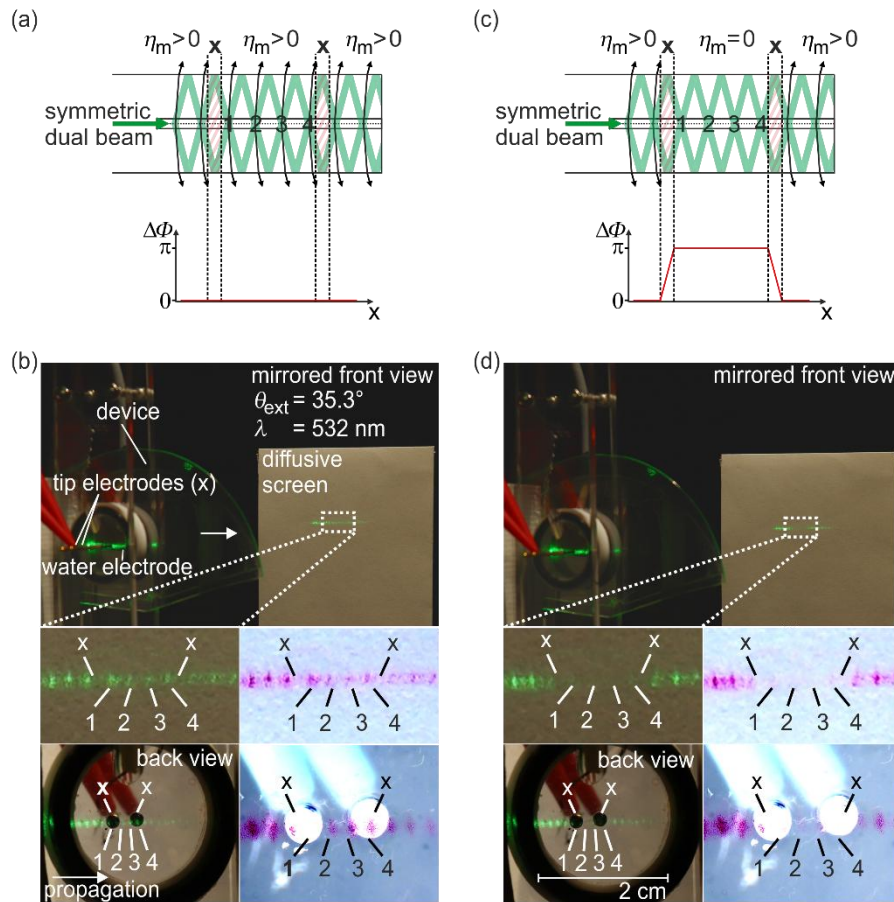 (a)
ηm>0 x ηm>0 x ηm>0
symmetric
dual beam
1 2 3 4
ΔΦ
π
0
x
(c)
ηm>0 x ηm=0 x ηm>0
symmetric
dual beam
1 2 3 4
ΔΦ
π
0
x
(b)
mirrored front view
θext = 35.3°
λ = 532 nm
device
diffusive
screen
tip electrodes (x)
water electrode
x x
1 2 3 4
x x
1 2 3 4
back view
x x
1 2 3 4
propagation
x x
1 2 3 4
(d)
mirrored front view
x x
1 2 3 4
x x
1 2 3 4
back view
x x
1 2 3 4
2 cm
x x
1 2 3 4